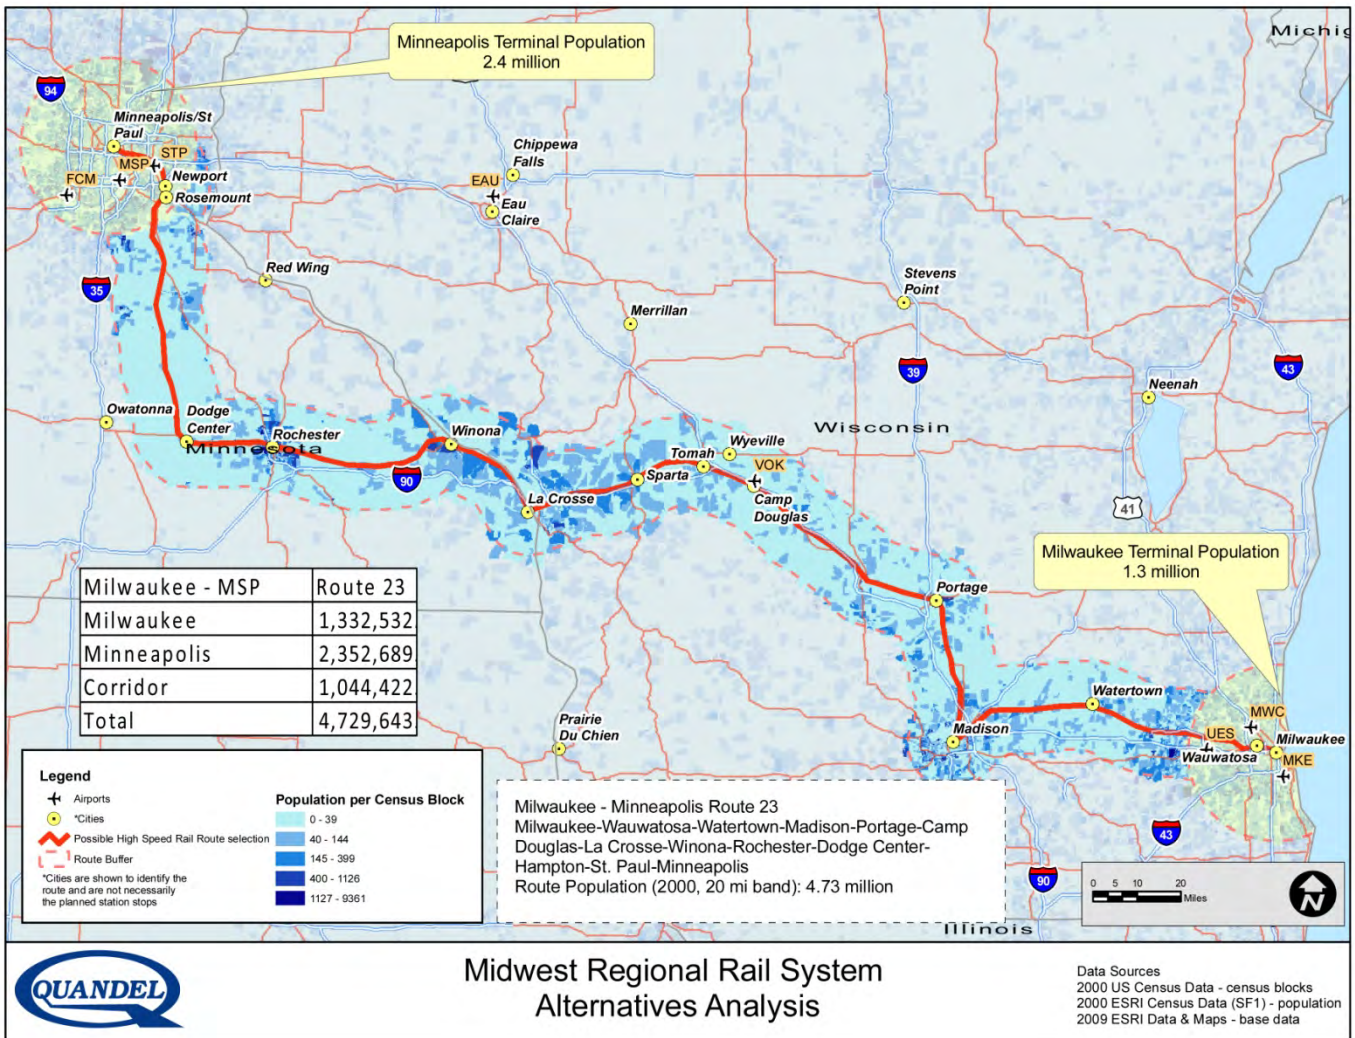 Michig
Minneapolis Terminal Population
2.4 million
94
Minneapolis/St
Paul
STP
MSP
FCM
Newport
Rosemount
Chippewa
Falls
EAU
Eau
Claire
Red Wing
35
Stevens
Point
Merrillan
39
43
Neenah
Owatonna
Dodge
Center
Rochester
Minnesota
Winona
90
Wisconsin
Wyeville
Tomah
VOK
Sparta
Camp
Douglas
La Crosse
41
Milwaukee Terminal Population
1.3 million
Portage
Milwaukee - MSP Route 23
Milwaukee 1,332,532
Minneapolis 2,352,689
Corridor 1,044,422
Total 4,729,643
Prairie
Du Chien
Watertown
Madison
MWC
UES
Milwaukee
Wauwatosa
MKE
43
90
Illinois
Legend
Airports
*Cities
Possible High Speed Rail Route selection
Route Buffer
*Cities are shown to identify the
route and are not necessarily
the planned station stops
Population per Census Block
0 - 39
40 - 144
145 - 399
400 - 1126
1127 - 9361
Milwaukee - Minneapolis Route 23
Milwaukee-Wauwatosa-Watertown-Madison-Portage-Camp
Douglas-La Crosse-Winona-Rochester-Dodge Center-
Hampton-St. Paul-Minneapolis
Route Population (2000, 20 mi band): 4.73 million
0 5 10 20
Miles
N
QUANDEL
Midwest Regional Rail System
Alternatives Analysis
Data Sources
2000 US Census Data - census blocks
2000 ESRI Census Data (SF1) - population
2009 ESRI Data & Maps - base data